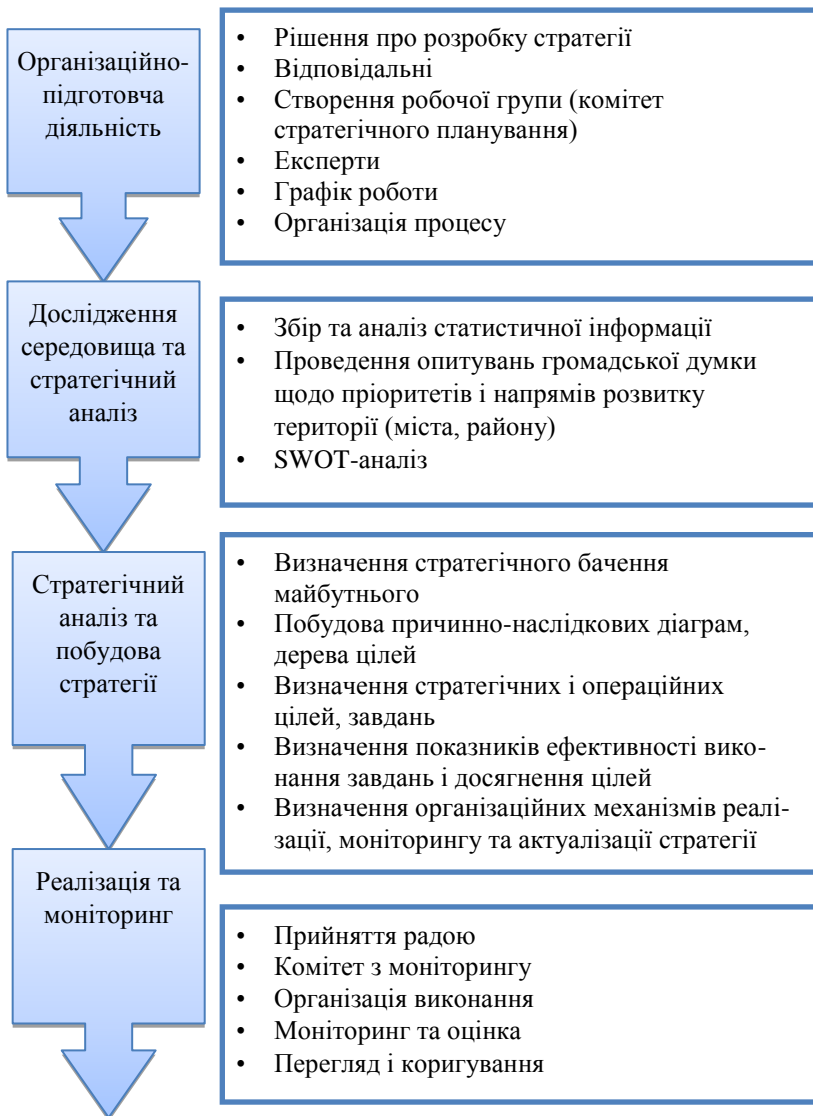 Організаційно-
підготовча
діяльність
• Рішення про розробку стратегії
• Відповідальні
• Створення робочої групи (комітет
стратегічного планування)
• Експерти
• Графік роботи
• Організація процесу
Дослідження
середовища та
стратегічний
аналіз
• Збір та аналіз статистичної інформації
• Проведення опитувань громадської думки
щодо пріоритетів і напрямів розвитку
території (міста, району)
• SWOT-аналіз
Стратегічний
аналіз та
побудова
стратегії
• Визначення стратегічного бачення
майбутнього
• Побудова причинно-наслідкових діаграм,
дерева цілей
• Визначення стратегічних і операційних
цілей, завдань
• Визначення показників ефективності вико-
нання завдань і досягнення цілей
• Визначення організаційних механізмів реалі-
зації, моніторингу та актуалізації стратегії
Реалізація та
моніторинг
• Прийняття радою
• Комітет з моніторингу
• Організація виконання
• Моніторинг та оцінка
• Перегляд і коригування